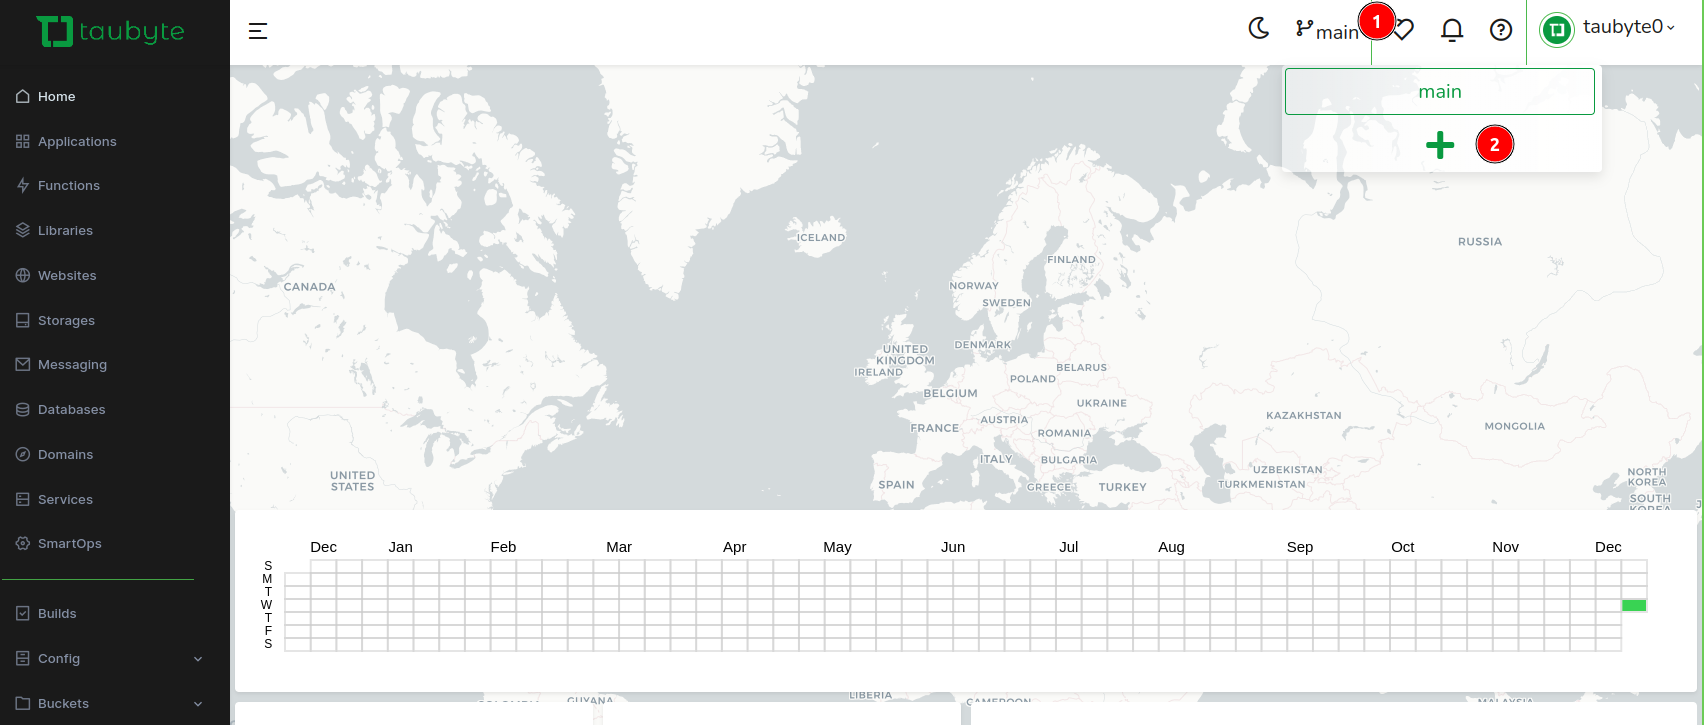 taubyte
main
1
taubyte0
Home
Applications
Functions
Libraries
Websites
Storages
Messaging
Databases
Domains
Services
SmartOps
Builds
Config
Buckets
main
2
ICELAND
RUSSIA
FINLAND
CANADA
NORWAY
SWEDEN
DENMARK
UNITED
KINGDOM
IRELAND
BELARUS
POLAND
BELGIUM
UKRAINE
AUSTRIA
KAZAKHSTAN
FRANCE
ROMANIA
MONGOLIA
ITALY
BULGARIA
UZBEKISTAN
UNITED
STATES
SPAIN
GREECE
TURKEY
TURKMENISTAN
NORTH
KOREA
SOUTH
KOREA
Dec Jan Feb Mar Apr May Jun Jul Aug Sep Oct Nov Dec
S
M
T
W
T
F
S
LIBERIA
GUYANA
CAMEROON
MALAYSIA